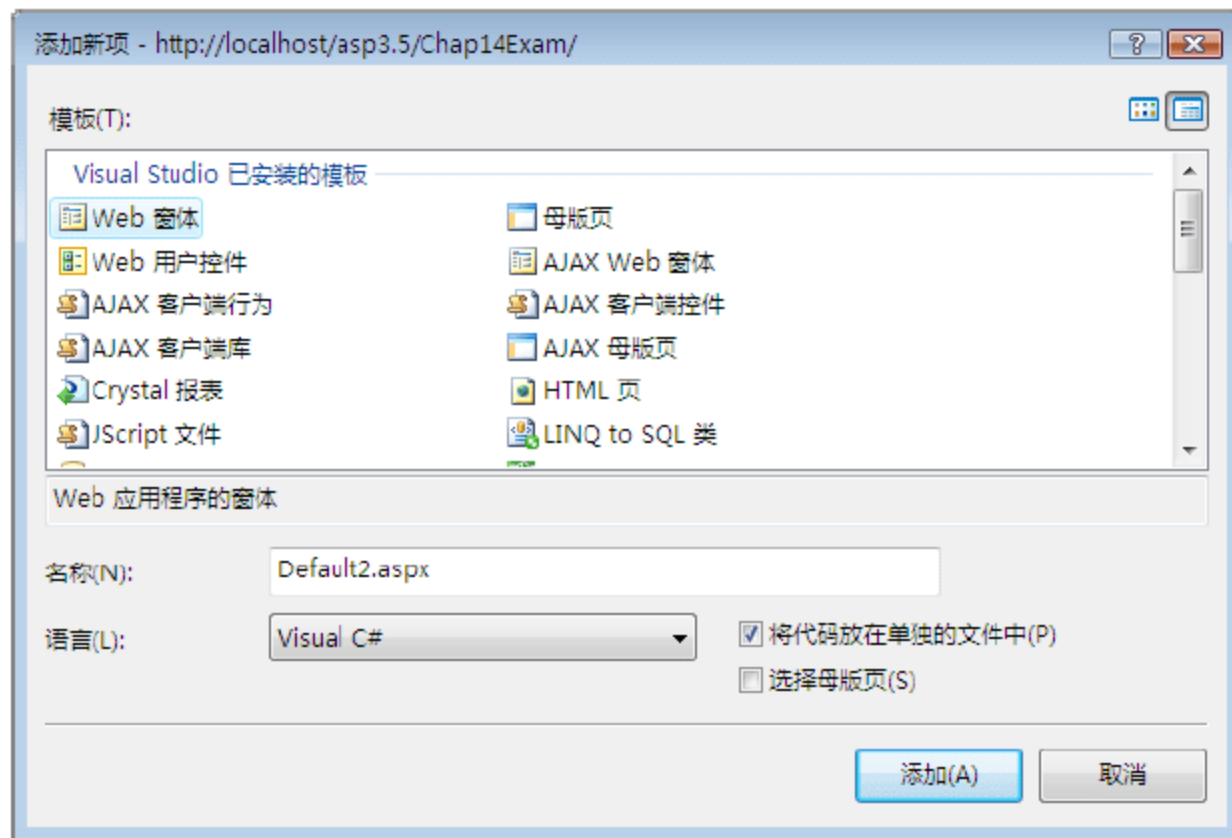 添加新项 - http://localhost/asp3.5/Chap14Exam/
模板(T):
Visual Studio 已安装的模板
Web 窗体
母版页
Web 用户控件
AJAX Web 窗体
AJAX 客户端行为
AJAX 客户端控件
AJAX 客户端库
AJAX 母版页
Crystal 报表
HTML 页
JScript 文件
LINQ to SQL 类
Web 应用程序的窗体
名称(N):
Default2.aspx
语言(L):
Visual C#
将代码放在单独的文件中(P)
选择母版页(S)
添加(A)
取消